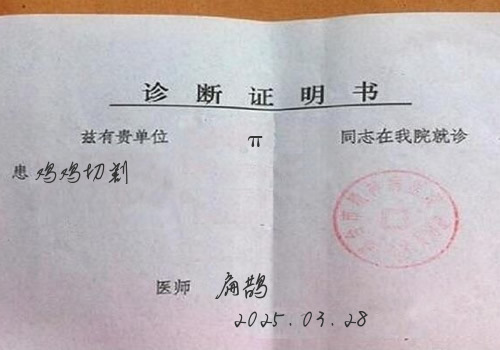 诊断证明书
兹有贵单位 π 同志在我院就诊
患 鸡鸡切割
医师 扁鹊
2025.03.28